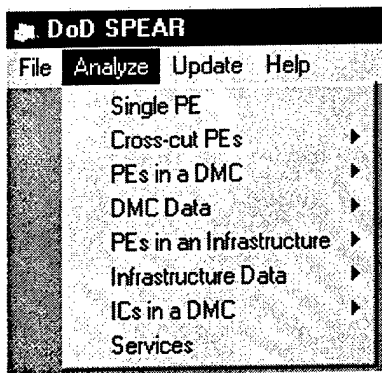 DoD SPEAR
File Analyze Update Help
Single PE
Cross-cut PEs
PEs in a DMC
DMC Data
PEs in an Infrastructure
Infrastructure Data
ICs in a DMC
Services